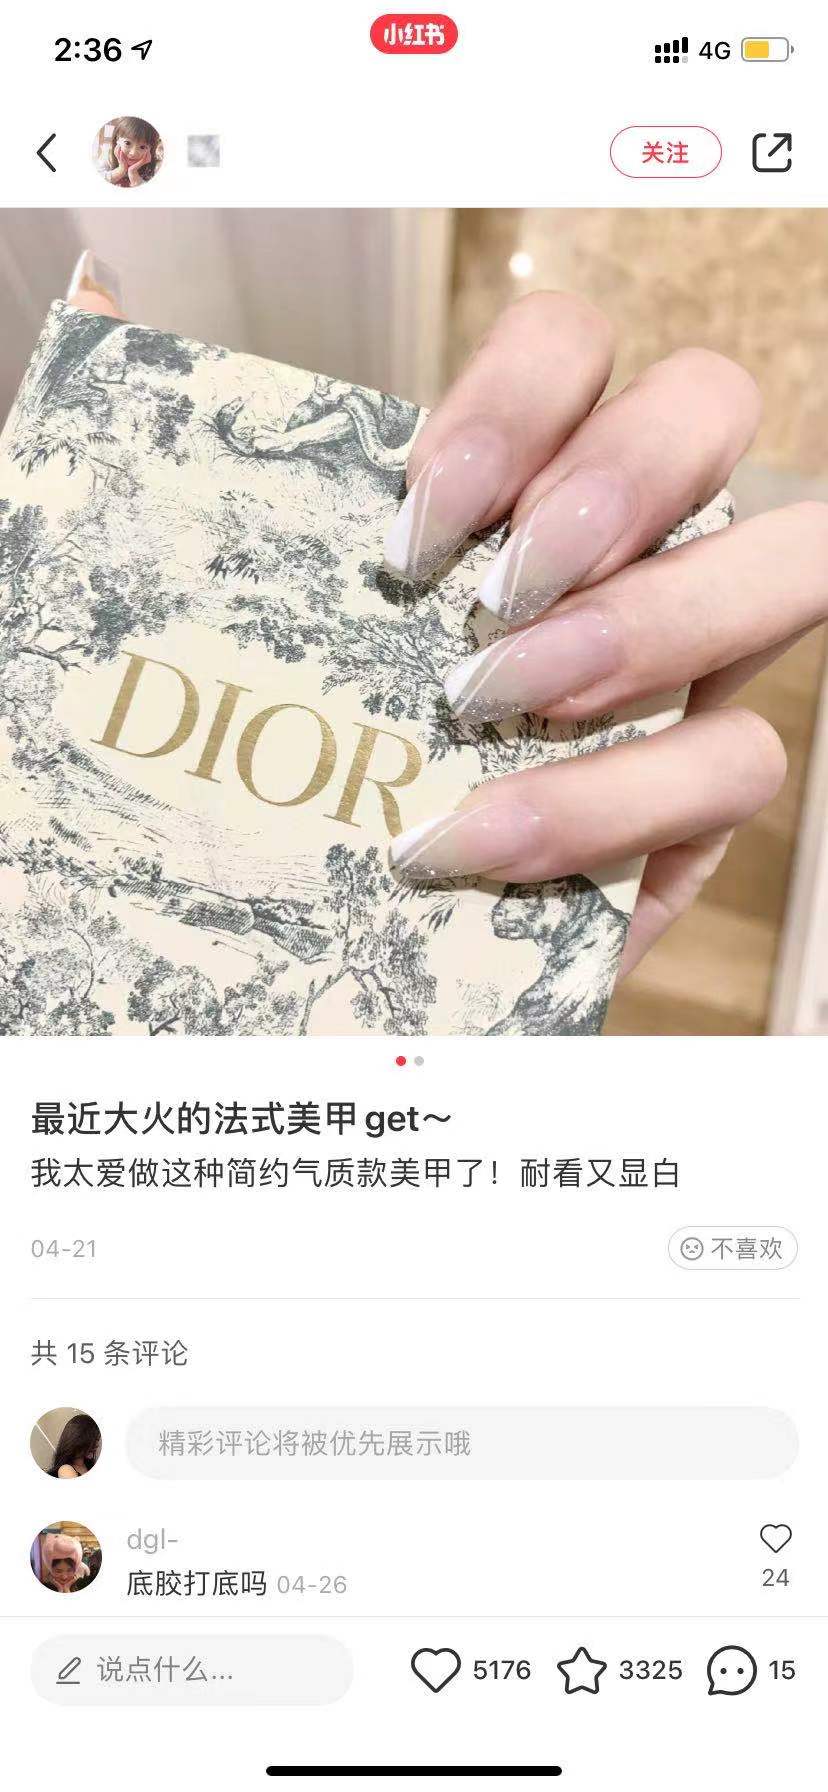 2:36
小红书
4G
关注
DIOR
最近大火的法式美甲get～
我太爱做这种简约气质款美甲了！耐看又显白
04-21
不喜欢
共 15 条评论
精彩评论将被优先展示哦
dgl-
底胶打底吗 04-26
24
说点什么...
5176
3325
15